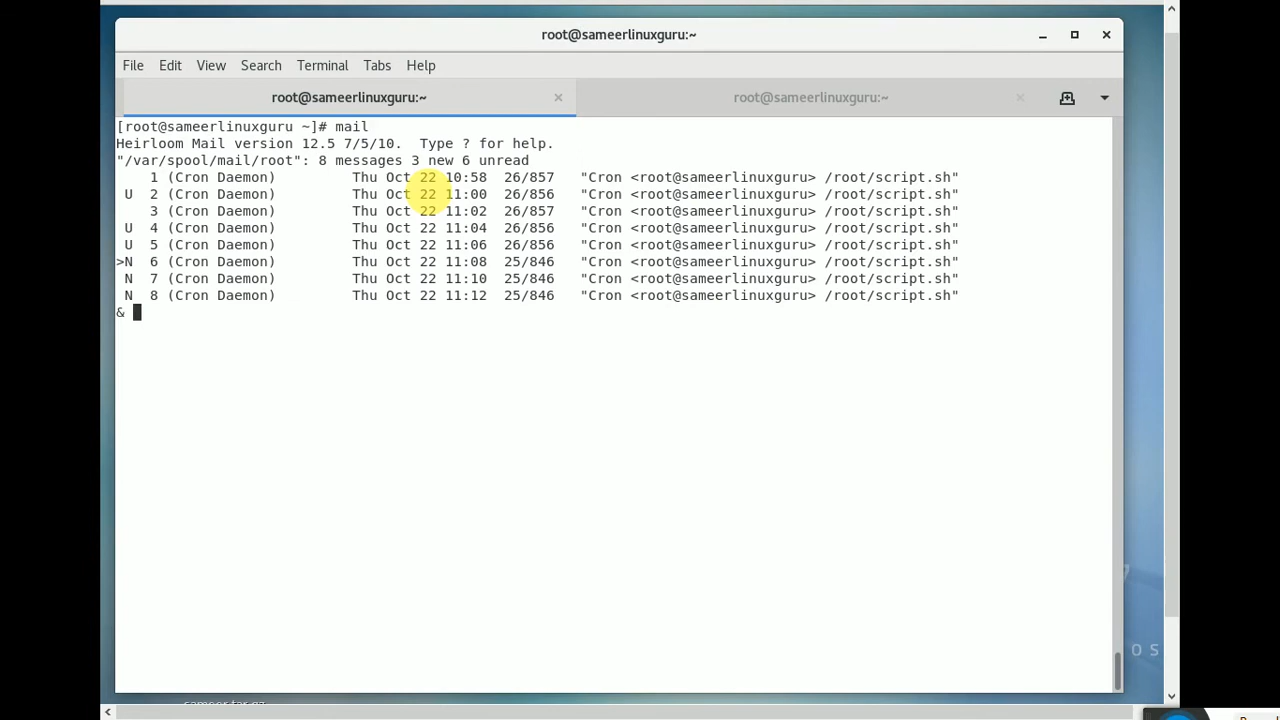 root@sameerlinuxguru:~
File Edit View Search Terminal Tabs Help
root@sameerlinuxguru:~ × root@sameerlinuxguru:~ ×
[root@sameerlinuxguru ~]# mail
Heirloom Mail version 12.5 7/5/10.  Type ? for help.
"/var/spool/mail/root": 8 messages 3 new 6 unread
    1 (Cron Daemon)         Thu Oct 22 10:58  26/857   "Cron <root@sameerlinuxguru> /root/script.sh"
 U  2 (Cron Daemon)         Thu Oct 22 11:00  26/856   "Cron <root@sameerlinuxguru> /root/script.sh"
    3 (Cron Daemon)         Thu Oct 22 11:02  26/857   "Cron <root@sameerlinuxguru> /root/script.sh"
 U  4 (Cron Daemon)         Thu Oct 22 11:04  26/856   "Cron <root@sameerlinuxguru> /root/script.sh"
 U  5 (Cron Daemon)         Thu Oct 22 11:06  26/856   "Cron <root@sameerlinuxguru> /root/script.sh"
>N  6 (Cron Daemon)         Thu Oct 22 11:08  25/846   "Cron <root@sameerlinuxguru> /root/script.sh"
 N  7 (Cron Daemon)         Thu Oct 22 11:10  25/846   "Cron <root@sameerlinuxguru> /root/script.sh"
 N  8 (Cron Daemon)         Thu Oct 22 11:12  25/846   "Cron <root@sameerlinuxguru> /root/script.sh"
&
7
OS